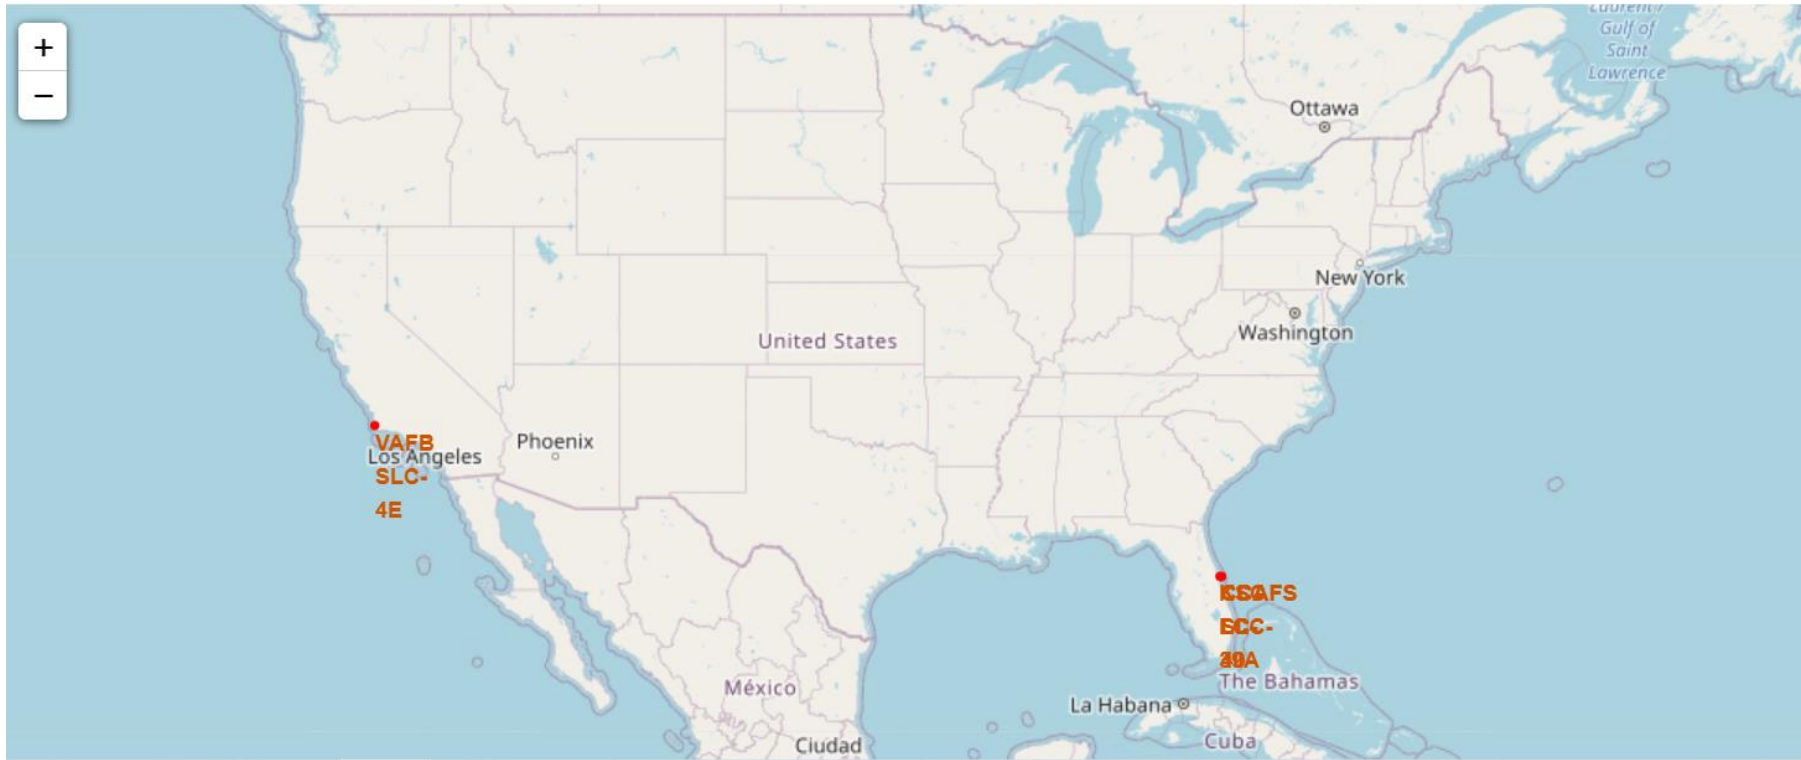 +
−
Gulf of
Saint
Lawrence
Ottawa
New York
Washington
United States
VAFB
Los Angeles
SLC-
4E
Phoenix
The Bahamas
México
La Habana
Cuba
Ciudad